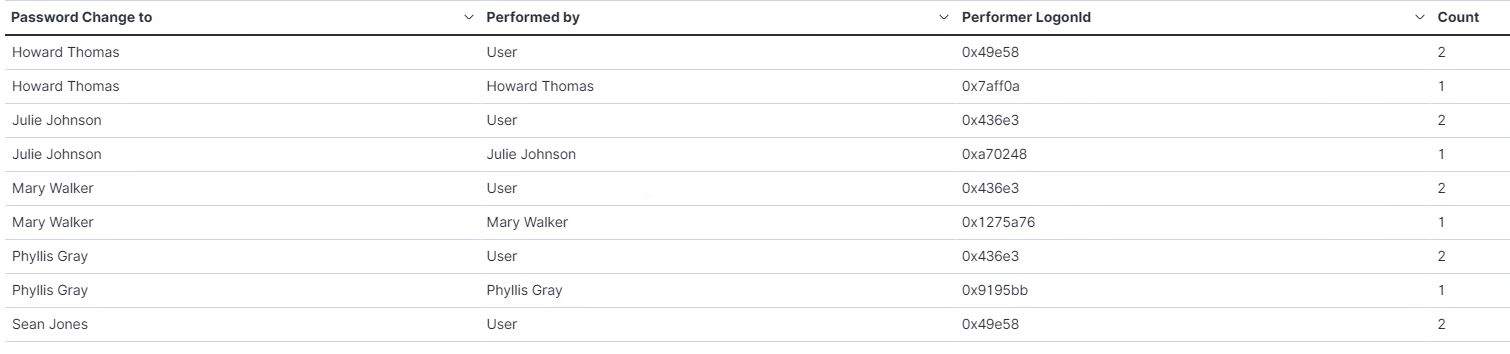 Password Change to Performed by Performer LogonId Count
Howard Thomas User 0x49e58 2
Howard Thomas Howard Thomas 0x7aff0a 1
Julie Johnson User 0x436e3 2
Julie Johnson Julie Johnson 0xa70248 1
Mary Walker User 0x436e3 2
Mary Walker Mary Walker 0x1275a76 1
Phyllis Gray User 0x436e3 2
Phyllis Gray Phyllis Gray 0x9195bb 1
Sean Jones User 0x49e58 2